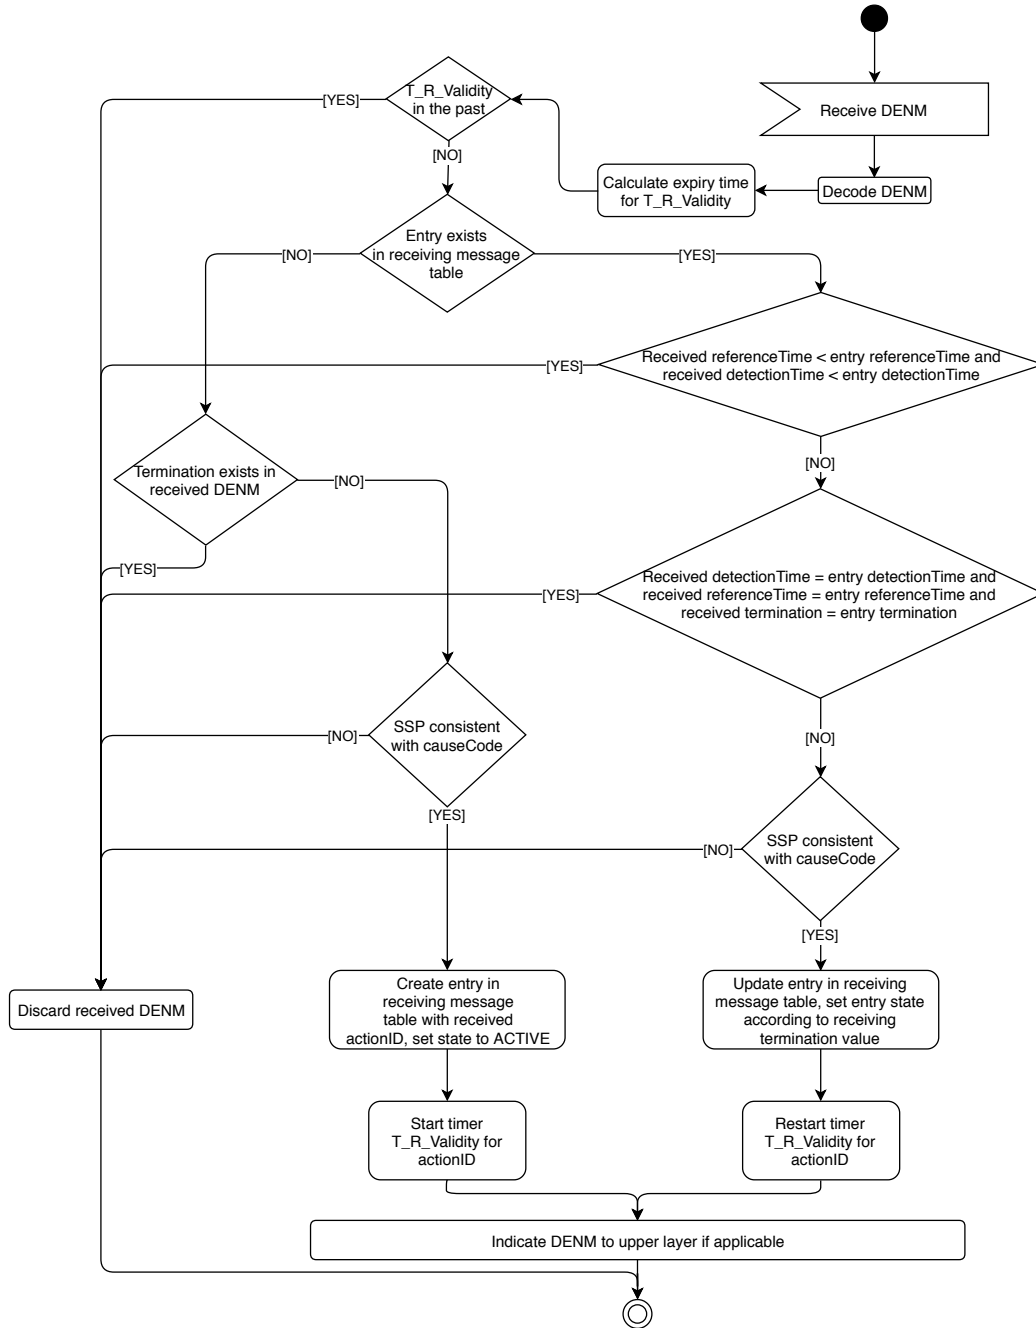 Receive DENM
Decode DENM
Calculate expiry time
for T_R_Validity
T_R_Validity
in the past
[YES]
[NO]
Entry exists
in receiving message
table
[NO]
[YES]
Received referenceTime < entry referenceTime and
received detectionTime < entry detectionTime
[YES]
[NO]
Termination exists in
received DENM
[NO]
[YES]
Received detectionTime = entry detectionTime and
received referenceTime = entry referenceTime and
received termination = entry termination
[YES]
[NO]
SSP consistent
with causeCode
[NO]
[YES]
SSP consistent
with causeCode
[NO]
[YES]
Discard received DENM
Create entry in
receiving message
table with received
actionID, set state to ACTIVE
Update entry in receiving
message table, set entry state
according to receiving
termination value
Start timer
T_R_Validity for
actionID
Restart timer
T_R_Validity for
actionID
Indicate DENM to upper layer if applicable